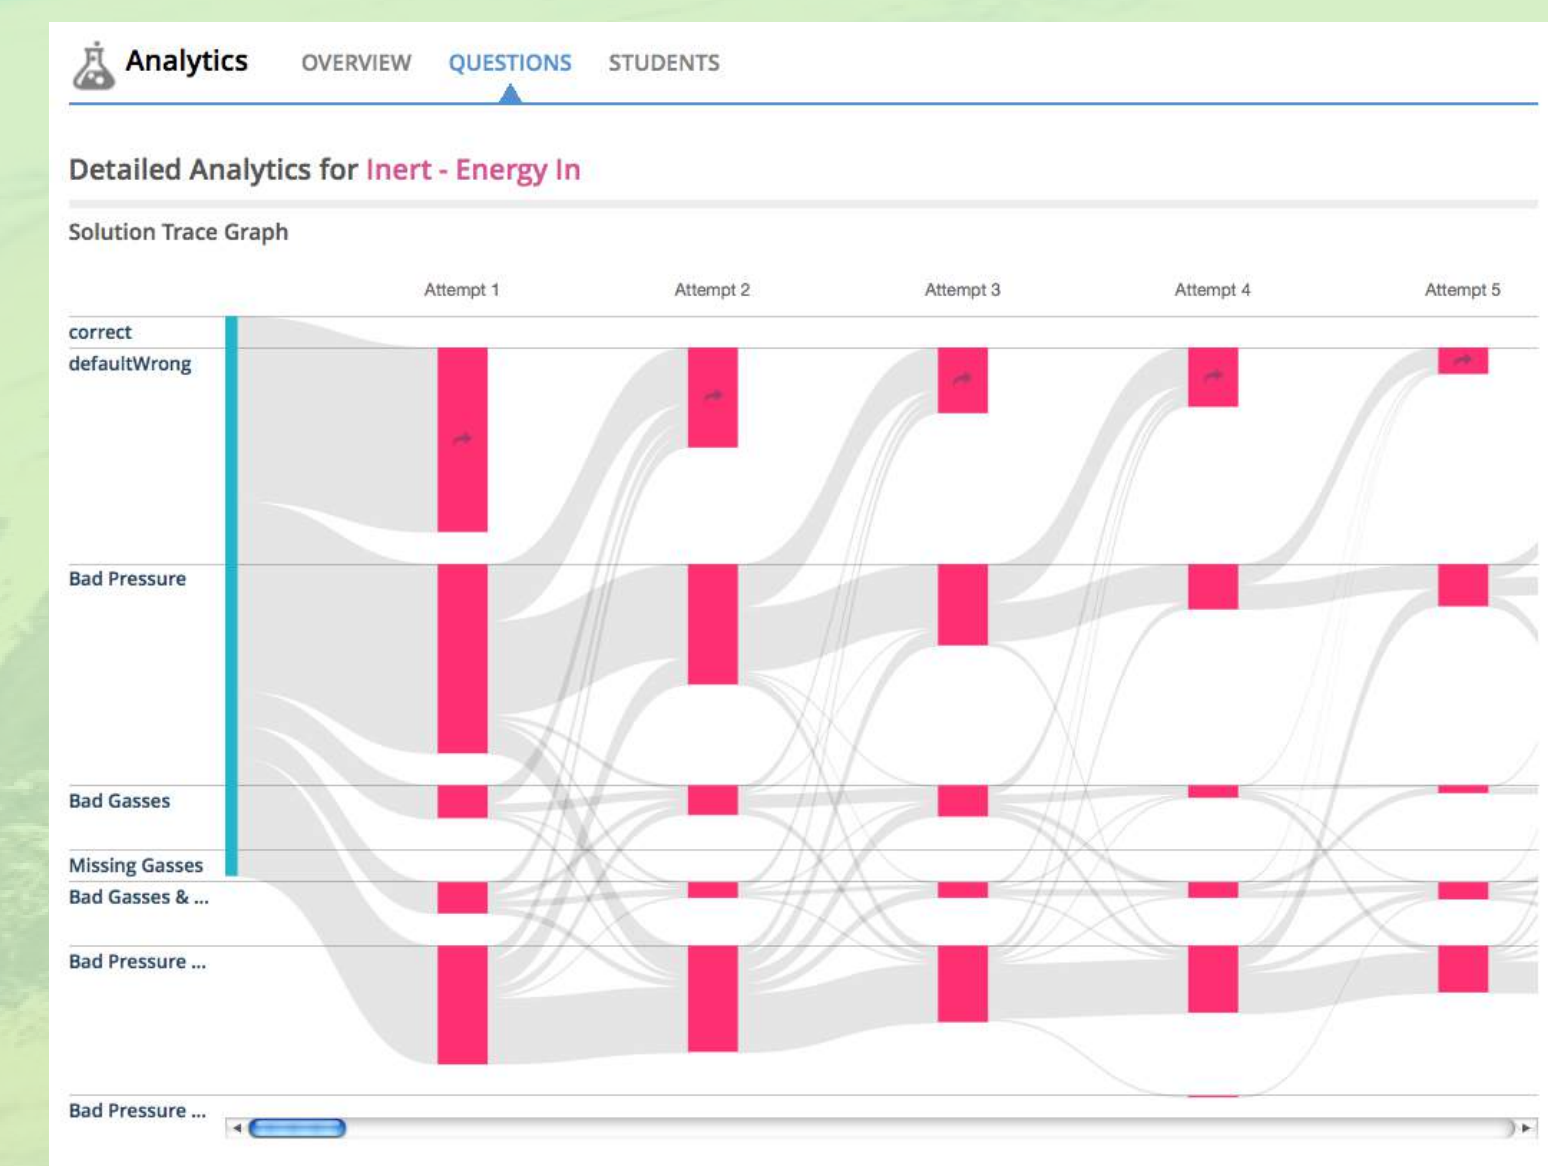 Analytics OVERVIEW QUESTIONS STUDENTS
Detailed Analytics for Inert - Energy In
Solution Trace Graph
Attempt 1 Attempt 2 Attempt 3 Attempt 4 Attempt 5
correct
defaultWrong
Bad Pressure
Bad Gasses
Missing Gasses
Bad Gasses & ...
Bad Pressure ...
Bad Pressure ...